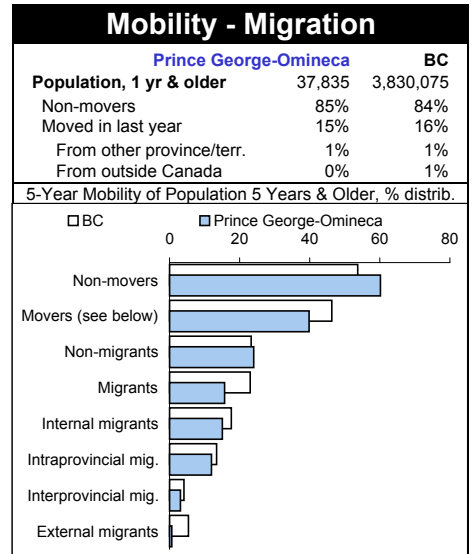 Mobility - Migration
Prince George-Omineca BC
Population, 1 yr & older 37,835 3,830,075
Non-movers 85% 84%
Moved in last year 15% 16%
From other province/terr. 1% 1%
From outside Canada 0% 1%
5-Year Mobility of Population 5 Years & Older, % distrib.
BC Prince George-Omineca
0 20 40 60 80
Non-movers
Movers (see below)
Non-migrants
Migrants
Internal migrants
Intraprovincial mig.
Interprovincial mig.
External migrants